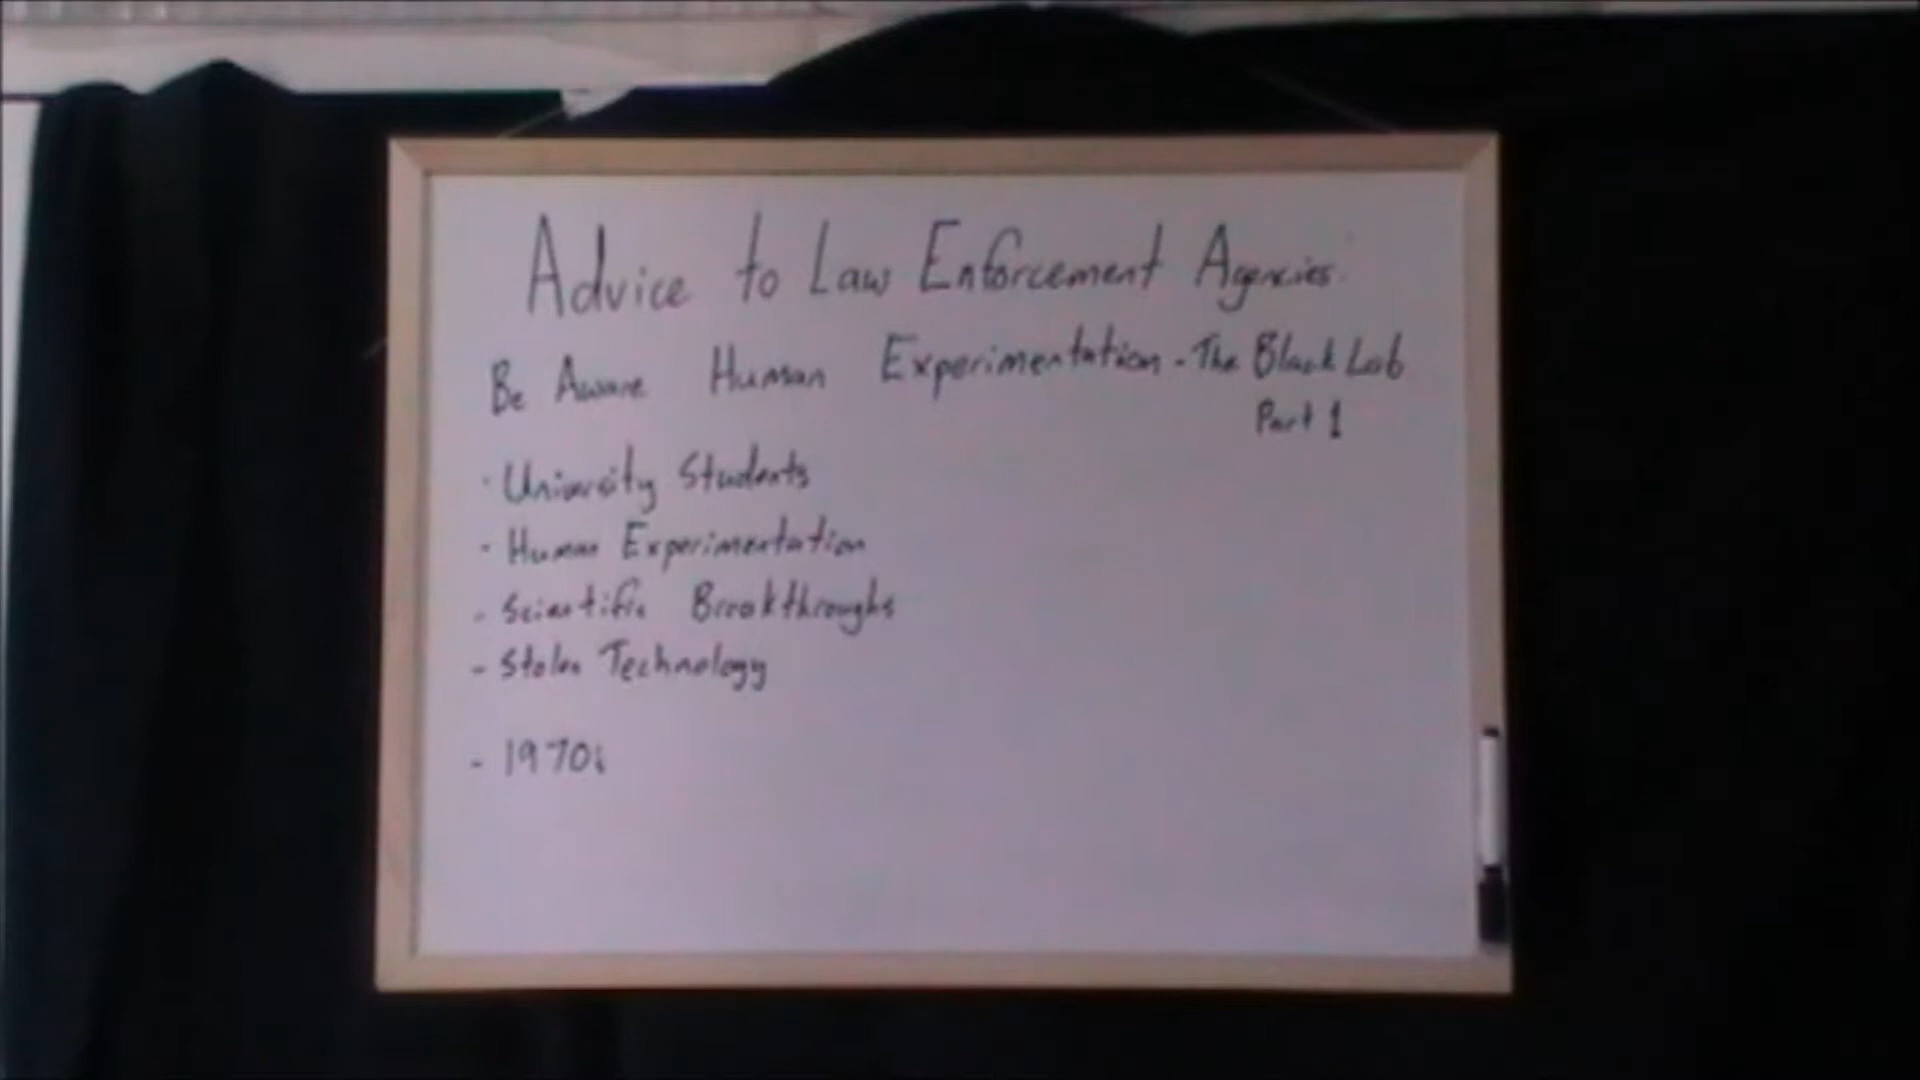 Advice to Law Enforcement Agencies:
Be Aware Human Experimentation - The Black Lab
Part 1
- University Students
- Human Experimentation
- Scientific Breakthroughs
- Stolen Technology
- 1970s